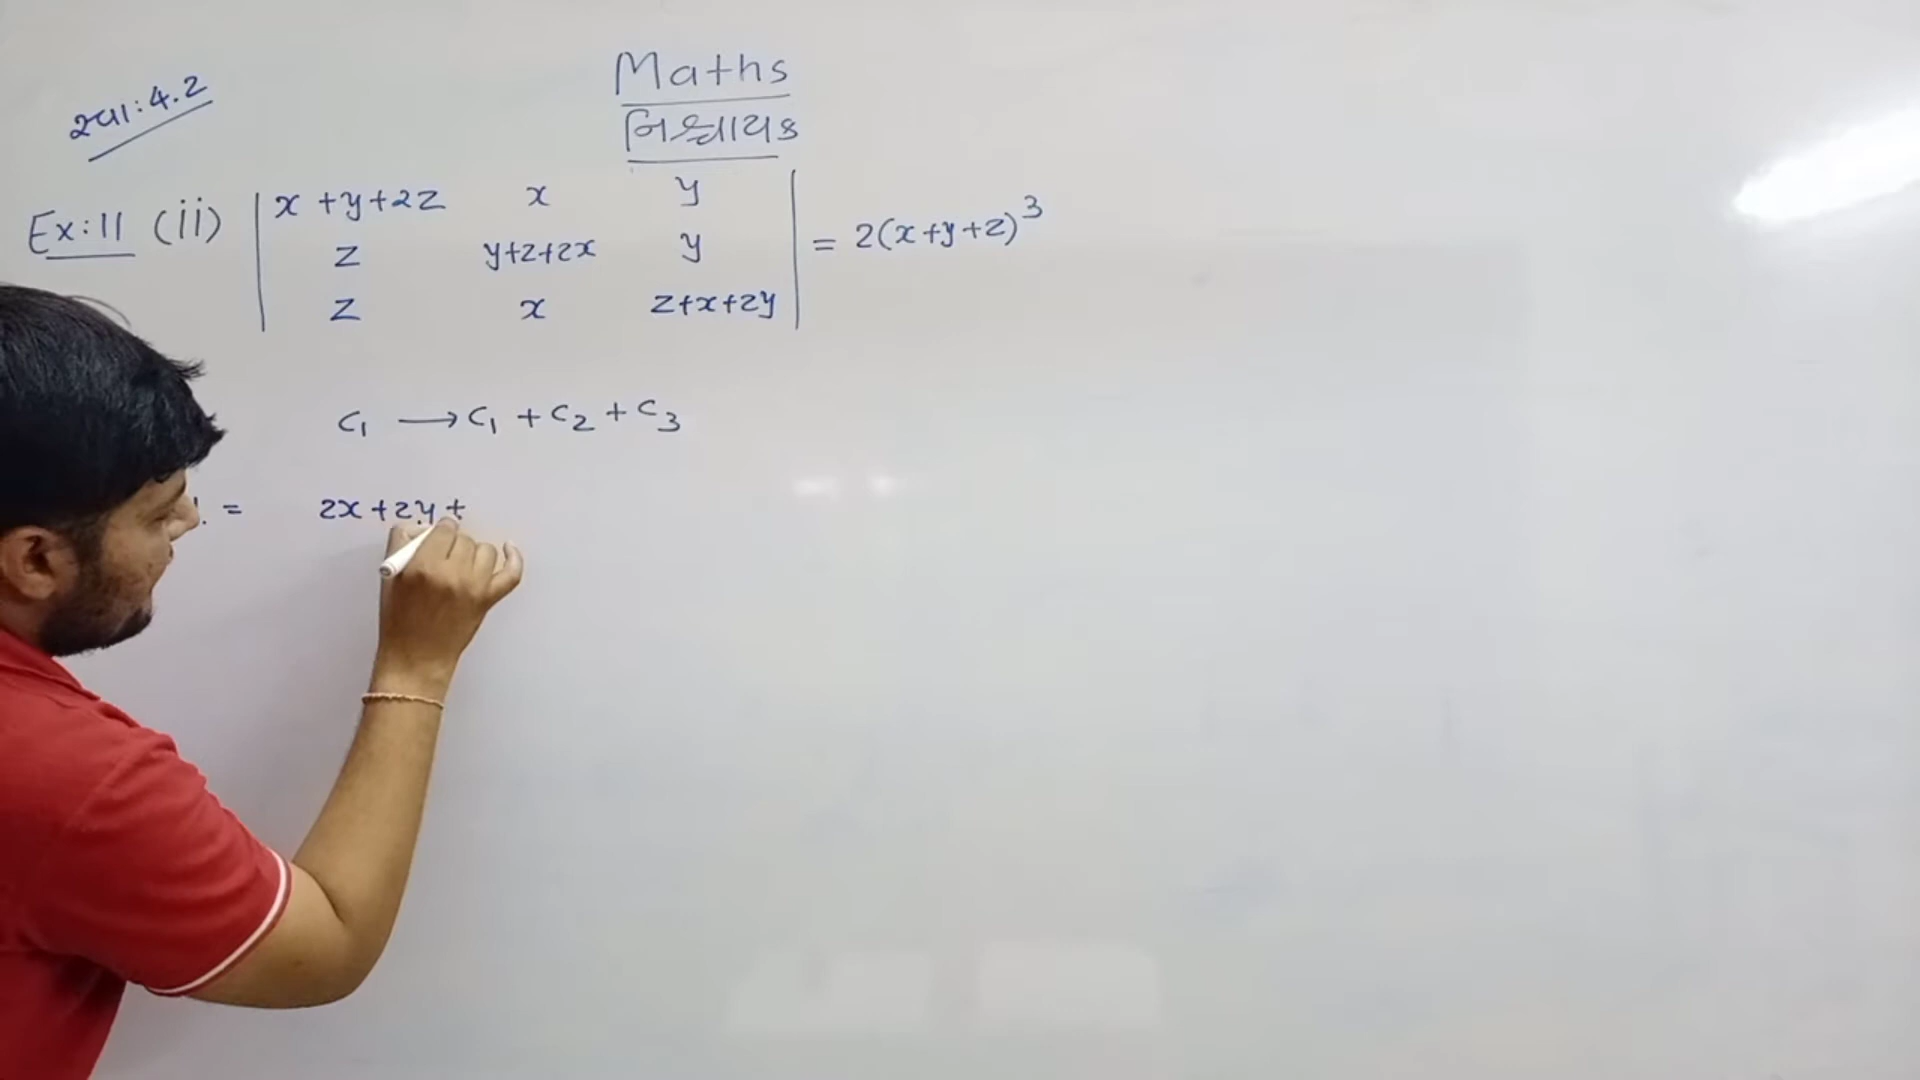 સ્વા:4.2
Maths
નિશ્ચાયક
Ex:11 (ii) | x+y+2z x y | = 2(x+y+z)³
z y+z+2x y
z x z+x+2y
C₁ → C₁ + C₂ + C₃
= 2x+2y+